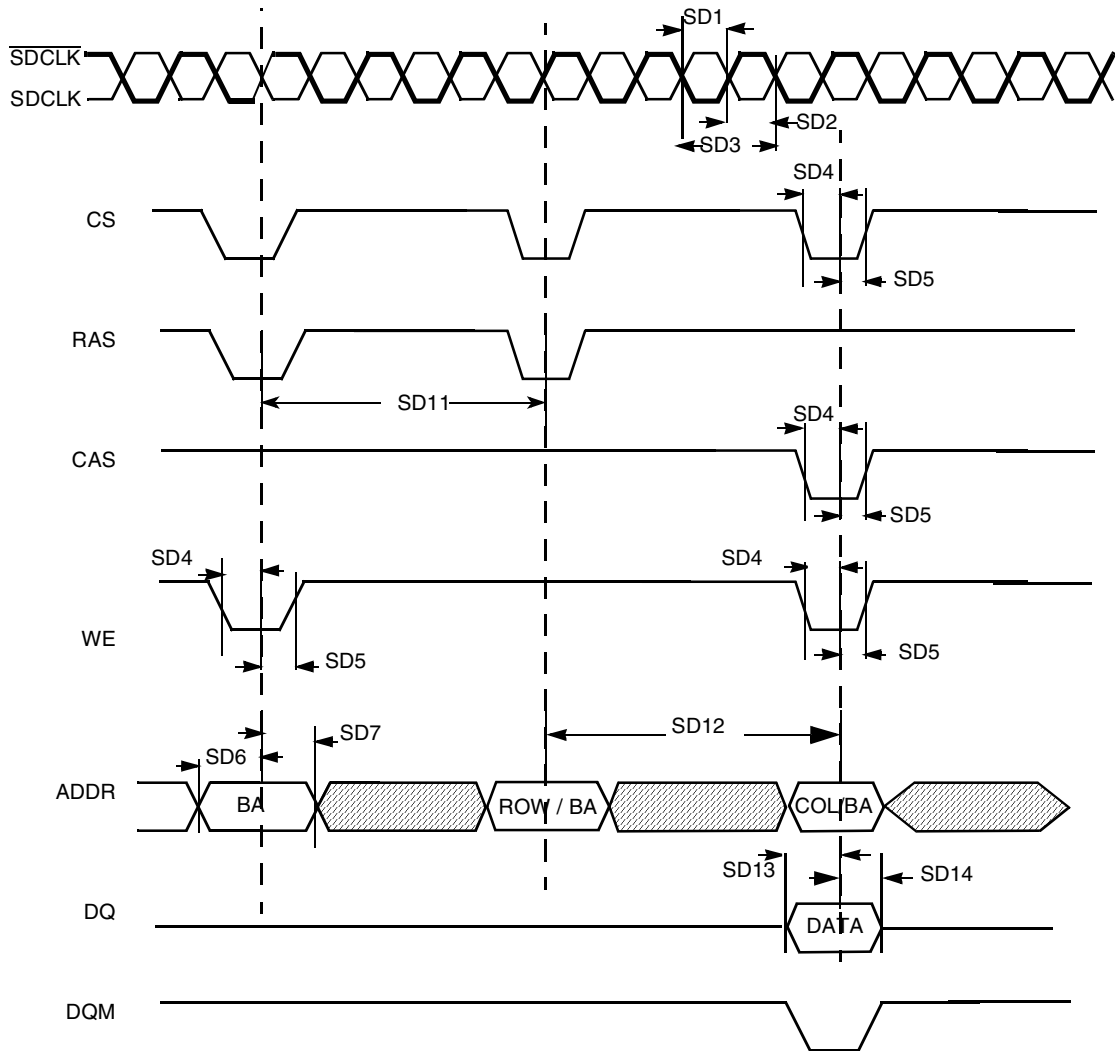 SD1
SDCLK
SDCLK
SD2
SD3
SD4
CS
SD5
RAS
SD11
SD4
CAS
SD5
SD4
SD4
WE
SD5
SD5
SD12
SD7
SD6
ADDR
BA
ROW / BA
COL/BA
SD13
SD14
DQ
DATA
DQM